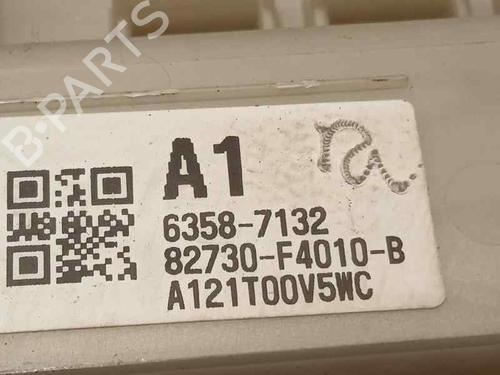 B-PARTS
A1
6358-7132
82730-F4010-B
A121T00V5WC